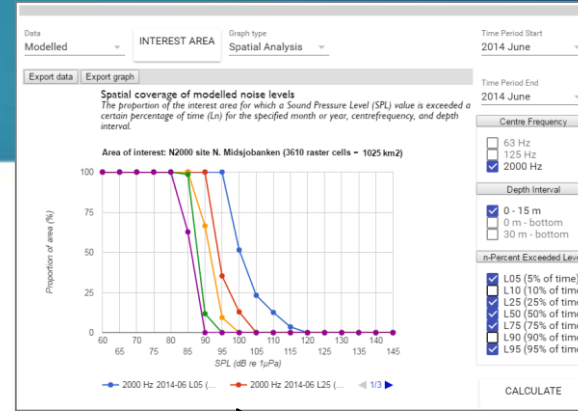 Data
Modelled
INTEREST AREA
Graph type
Spatial Analysis
Time Period Start
2014 June
Export data
Export graph
Time Period End
2014 June
Spatial coverage of modelled noise levels
The proportion of the interest area for which a Sound Pressure Level (SPL) value is exceeded a
certain percentage of time (Ln) for the specified month or year, centrefrequency, and depth
interval.
Area of interest: N2000 site N. Midsjobanken (3610 raster cells ~ 1025 km2)
Proportion of area (%)
100
75
50
25
0
60 70 80 90 100 110 120 130 140
65 75 85 95 105 115 125 135 145
SPL (dB re 1μPa)
2000 Hz 2014-06 L05 (...
2000 Hz 2014-06 L25 (...
1/3
Centre Frequency
63 Hz
125 Hz
2000 Hz
Depth Interval
0 - 15 m
0 m - bottom
30 m - bottom
n-Percent Exceeded Leve
L05 (5% of time)
L10 (10% of time
L25 (25% of time
L50 (50% of time
L75 (75% of time
L90 (90% of time
L95 (95% of time
CALCULATE